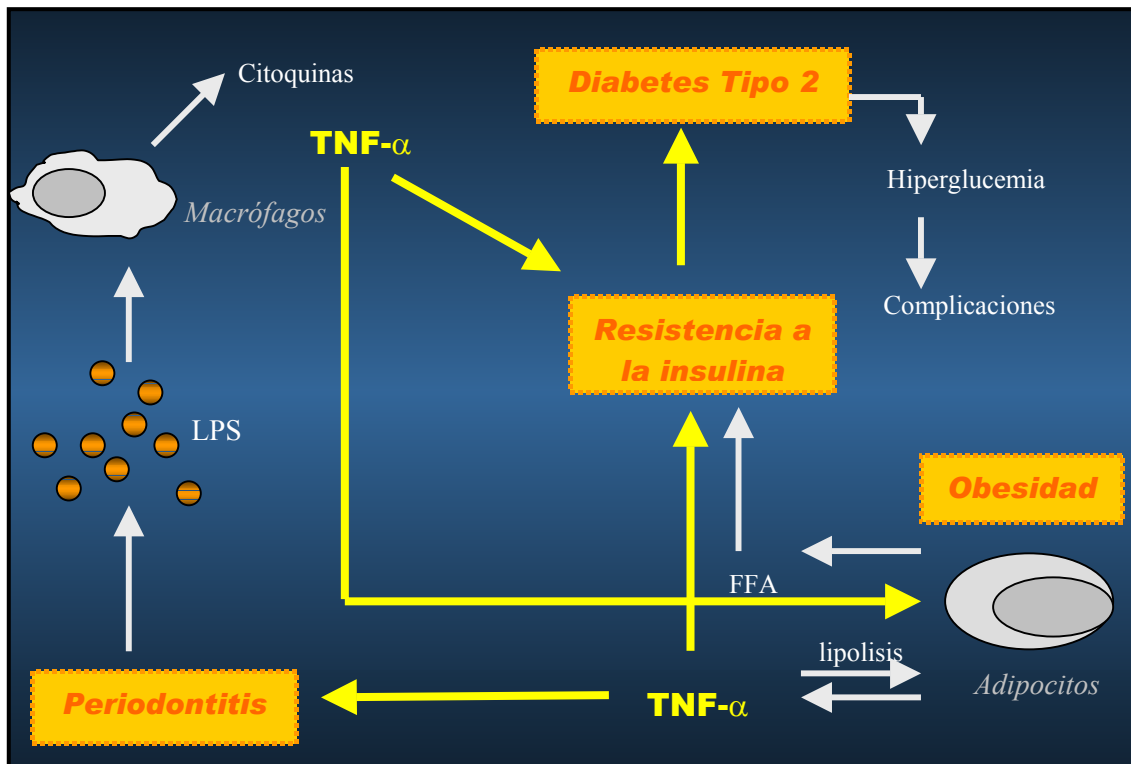 Citoquinas
TNF-α
Macrófagos
LPS
Periodontitis
Diabetes Tipo 2
Hiperglucemia
Complicaciones
Resistencia a
la insulina
Obesidad
FFA
lipolisis
TNF-α
Adipocitos